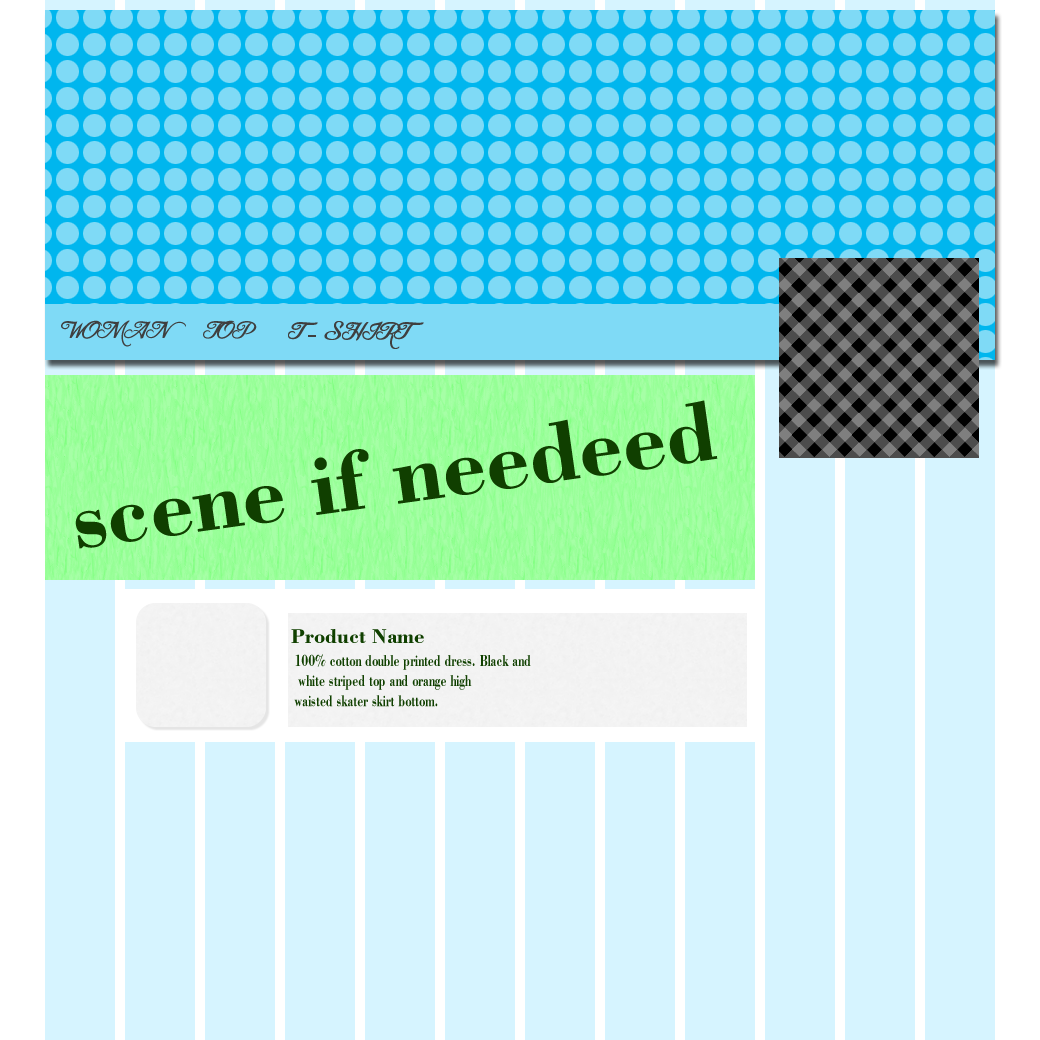 WOMAN TOP T- SHIRT
scene if needeed
Product Name
100% cotton double printed dress. Black and
white striped top and orange high
waisted skater skirt bottom.